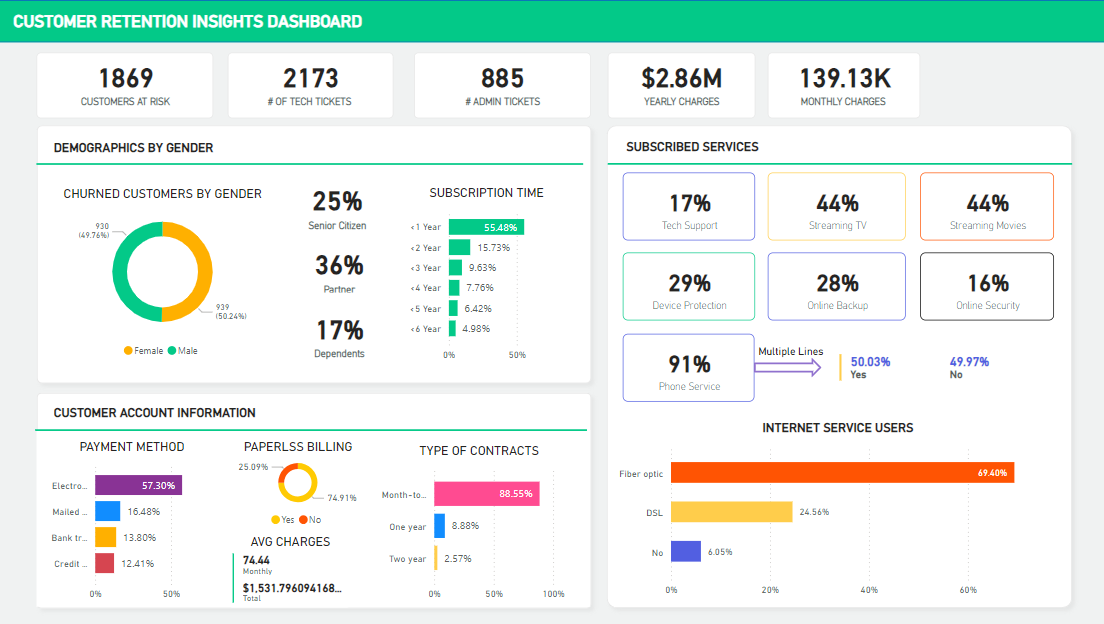 CUSTOMER RETENTION INSIGHTS DASHBOARD
1869
CUSTOMERS AT RISK
2173
# OF TECH TICKETS
885
# ADMIN TICKETS
$2.86M
YEARLY CHARGES
139.13K
MONTHLY CHARGES
DEMOGRAPHICS BY GENDER
CHURNED CUSTOMERS BY GENDER
930
(49.76%)
939
(50.24%)
Female Male
25%
Senior Citizen
36%
Partner
17%
Dependents
SUBSCRIPTION TIME
<1 Year 55.48%
<2 Year 15.73%
<3 Year 9.63%
<4 Year 7.76%
<5 Year 6.42%
<6 Year 4.98%
0% 50%
CUSTOMER ACCOUNT INFORMATION
PAYMENT METHOD
Electro... 57.30%
Mailed ... 16.48%
Bank tr... 13.80%
Credit ... 12.41%
0% 50%
PAPERLSS BILLING
25.09%
74.91%
Yes No
AVG CHARGES
74.44
Monthly
$1,531.796094168...
Total
TYPE OF CONTRACTS
Month-to... 88.55%
One year 8.88%
Two year 2.57%
0% 50% 100%
SUBSCRIBED SERVICES
17%
Tech Support
44%
Streaming TV
44%
Streaming Movies
29%
Device Protection
28%
Online Backup
16%
Online Security
91%
Phone Service
Multiple Lines
50.03%
Yes
49.97%
No
INTERNET SERVICE USERS
Fiber optic 69.40%
DSL 24.56%
No 6.05%
0% 20% 40% 60%